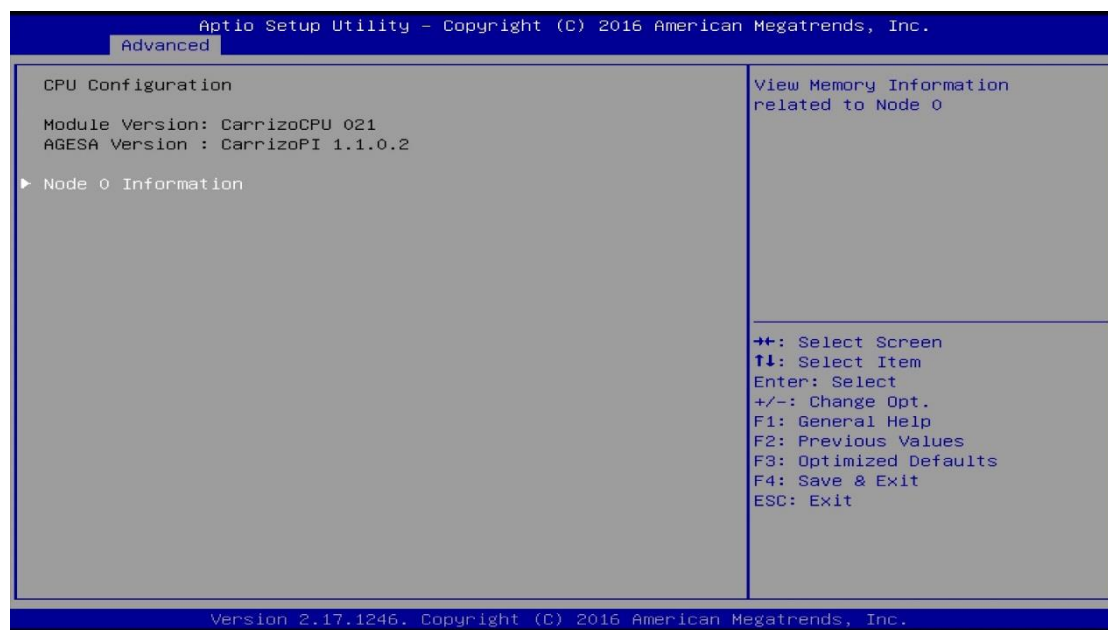 Aptio Setup Utility – Copyright (C) 2016 American Megatrends, Inc.
Advanced
CPU Configuration
Module Version: CarrizoCPU 021
AGESA Version : CarrizoPI 1.1.0.2
► Node 0 Information
View Memory Information
related to Node 0
→←: Select Screen
↑↓: Select Item
Enter: Select
+/-: Change Opt.
F1: General Help
F2: Previous Values
F3: Optimized Defaults
F4: Save & Exit
ESC: Exit
Version 2.17.1246. Copyright (C) 2016 American Megatrends, Inc.